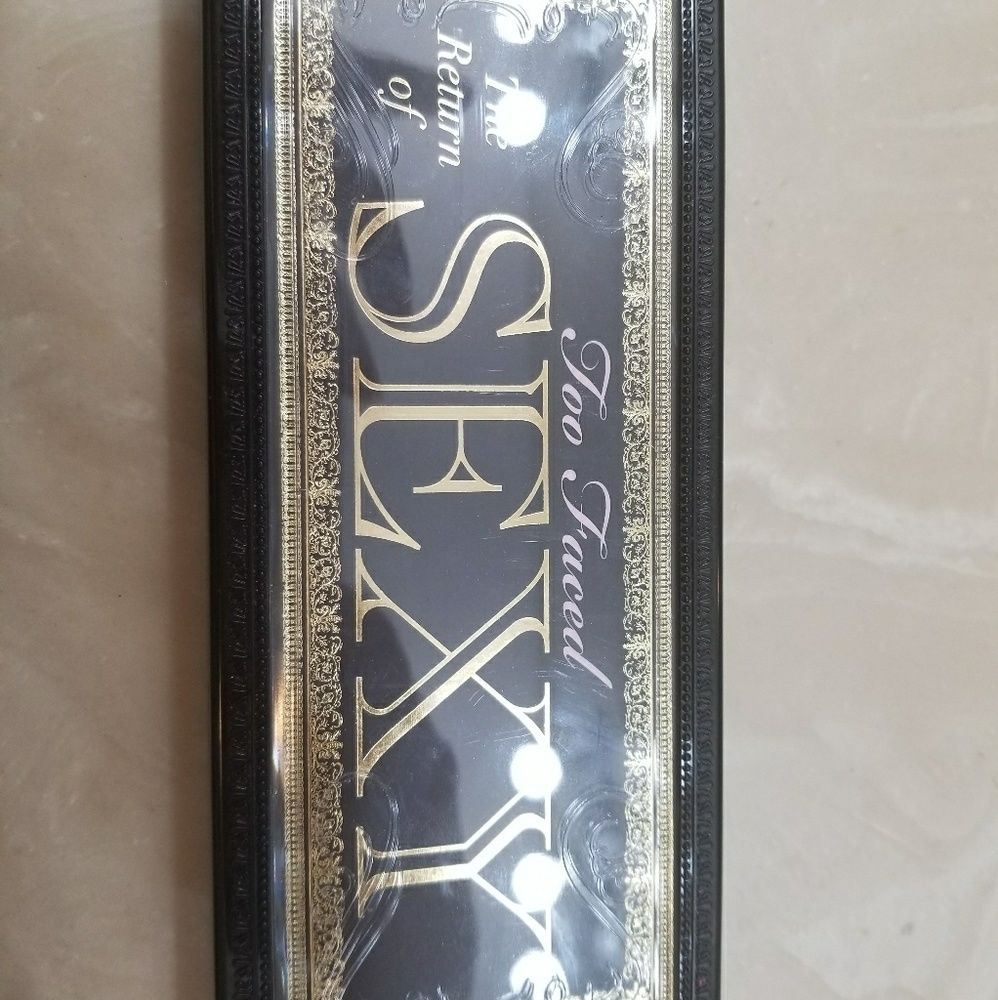 Too Faced
The
Return
of
SEXY